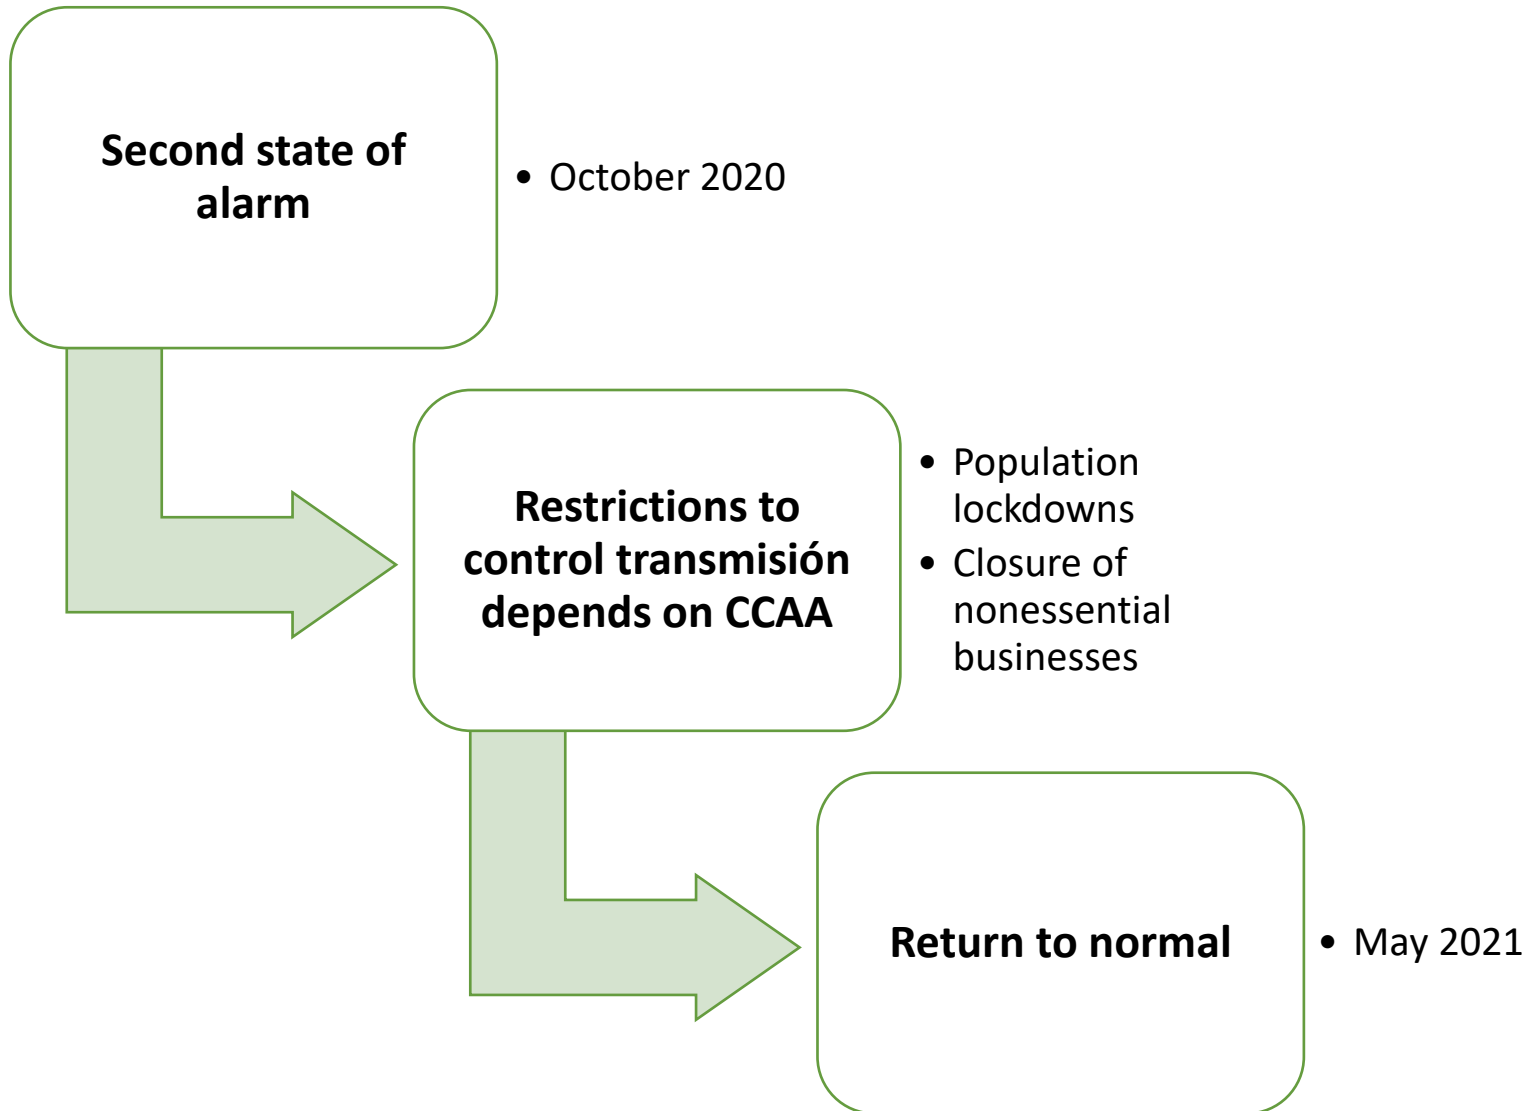 Second state of
alarm
• October 2020
Restrictions to
control transmisión
depends on CCAA
• Population
lockdowns
• Closure of
nonessential
businesses
Return to normal
• May 2021